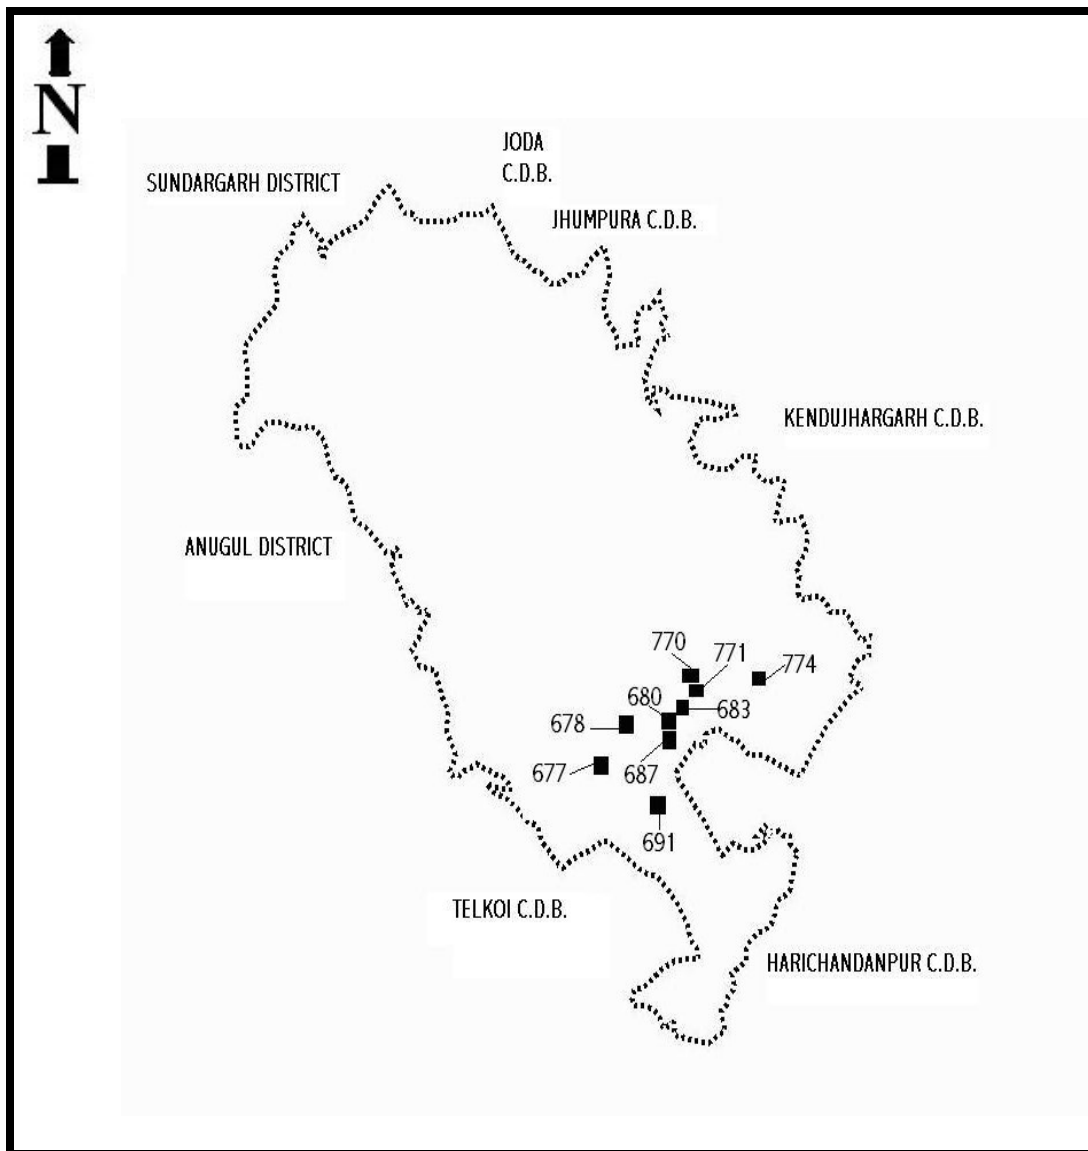 N
JODA
C.D.B.
SUNDARGARH DISTRICT
JHUMPURA C.D.B.
KENDUJHARGARH C.D.B.
ANUGUL DISTRICT
770
771
774
680
683
678
677
687
691
TELKOI C.D.B.
HARICHANDANPUR C.D.B.